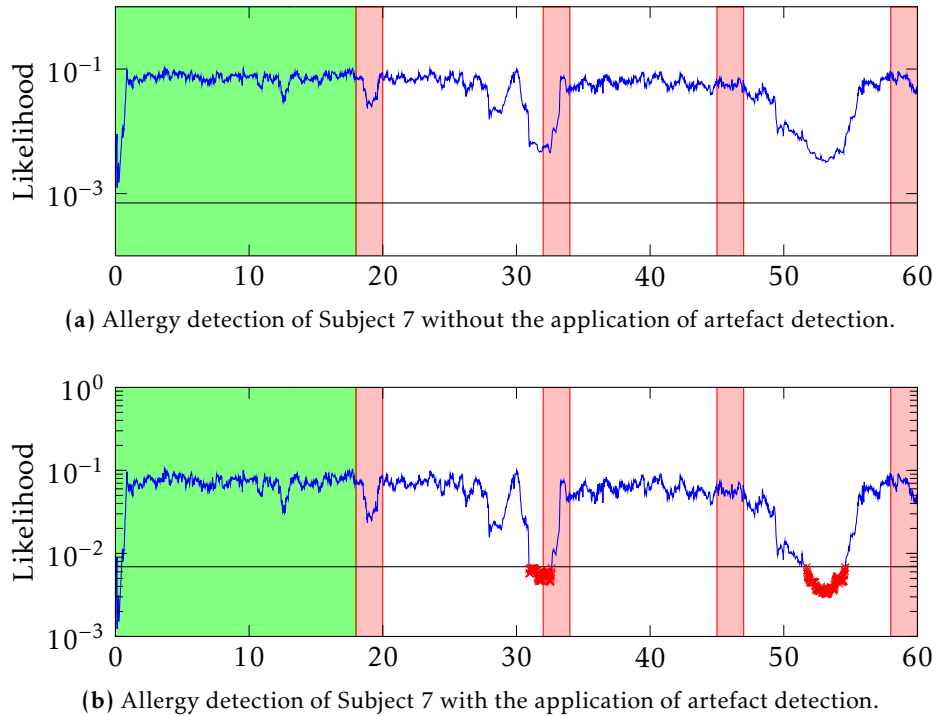 Likelihood
10^-1
10^-3
0 10 20 30 40 50 60
(a) Allergy detection of Subject 7 without the application of artefact detection.
Likelihood
10^0
10^-1
10^-2
10^-3
0 10 20 30 40 50 60
(b) Allergy detection of Subject 7 with the application of artefact detection.